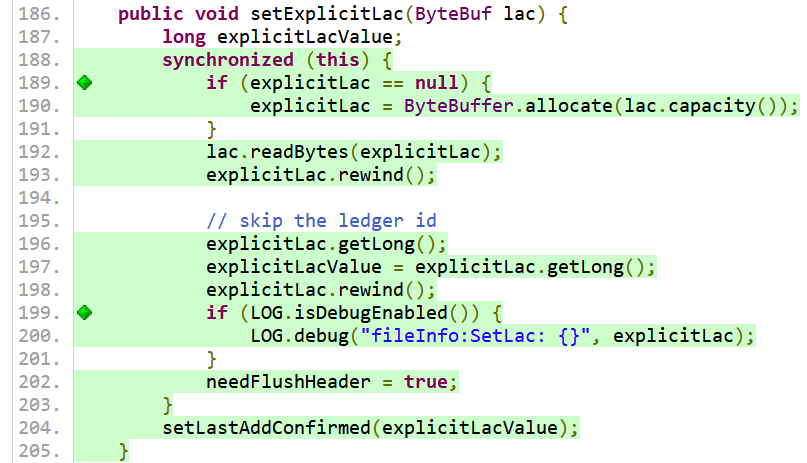 186. public void setExplicitLac(ByteBuf lac) {
187. long explicitLacValue;
188. synchronized (this) {
189. if (explicitLac == null) {
190. explicitLac = ByteBuffer.allocate(lac.capacity());
191. }
192. lac.readBytes(explicitLac);
193. explicitLac.rewind();
194.
195. // skip the ledger id
196. explicitLac.getLong();
197. explicitLacValue = explicitLac.getLong();
198. explicitLac.rewind();
199. if (LOG.isDebugEnabled()) {
200. LOG.debug("fileInfo:SetLac: {}", explicitLac);
201. }
202. needFlushHeader = true;
203. }
204. setLastAddConfirmed(explicitLacValue);
205. }